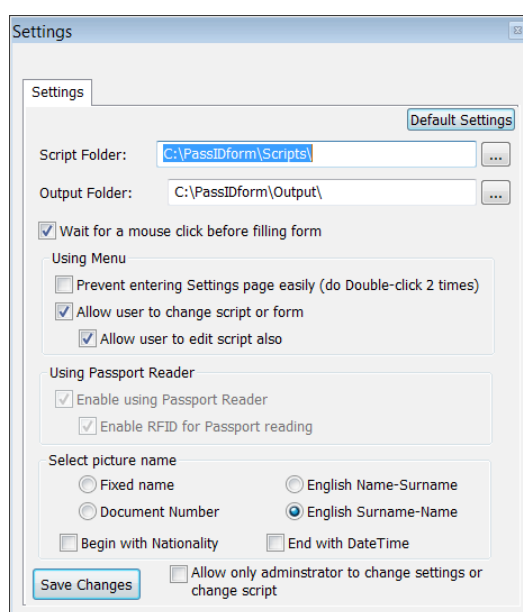 Settings
Settings
Default Settings
Script Folder: C:\PassIDform\Scripts\ ...
Output Folder: C:\PassIDform\Output\ ...
Wait for a mouse click before filling form
Using Menu
Prevent entering Settings page easily (do Double-click 2 times)
Allow user to change script or form
Allow user to edit script also
Using Passport Reader
Enable using Passport Reader
Enable RFID for Passport reading
Select picture name
Fixed name English Name-Surname
Document Number English Surname-Name
Begin with Nationality End with DateTime
Save Changes Allow only adminstrator to change settings or
change script